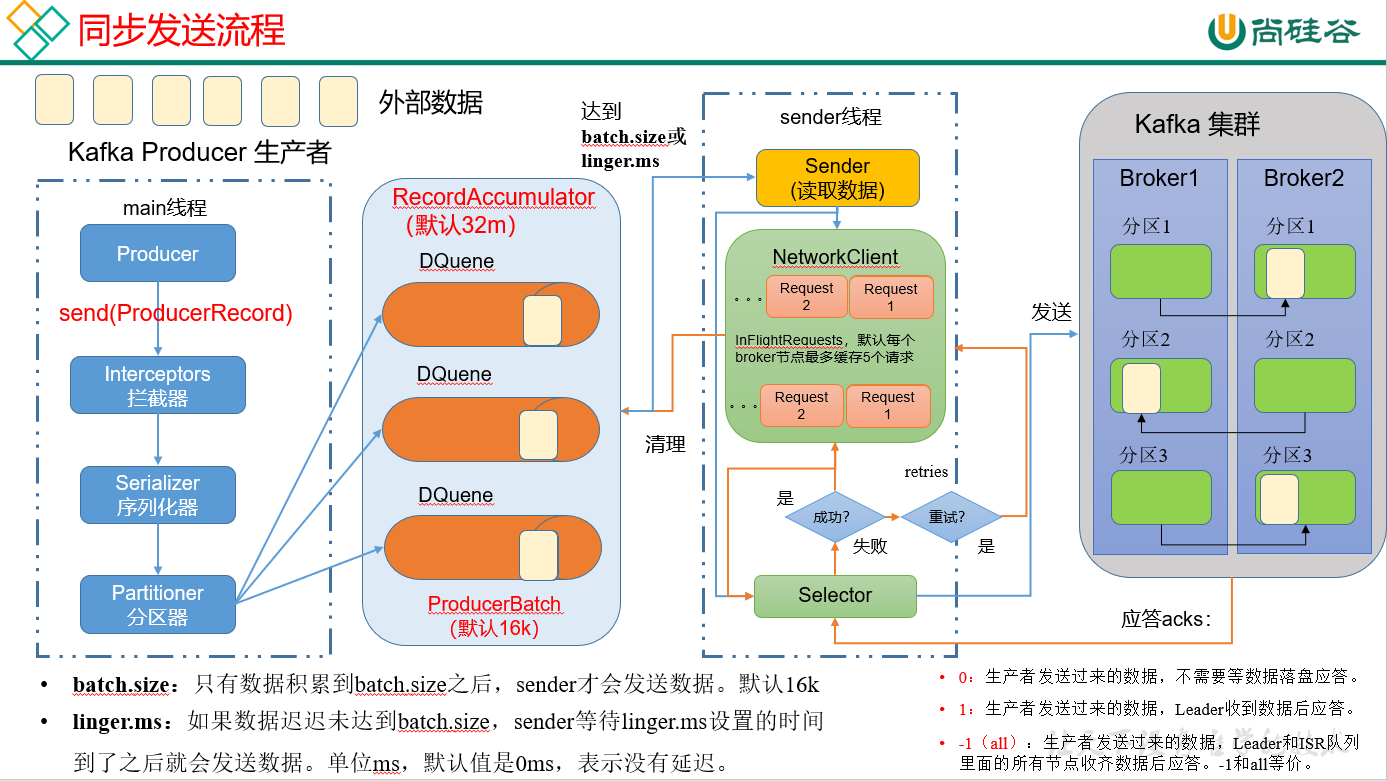 同步发送流程
尚硅谷
外部数据
Kafka Producer 生产者
main线程
Producer
send(ProducerRecord)
Interceptors
拦截器
Serializer
序列化器
Partitioner
分区器
RecordAccumulator
(默认32m)
DQuene
DQuene
DQuene
ProducerBatch
(默认16k)
达到
batch.size或
linger.ms
清理
sender线程
Sender
(读取数据)
NetworkClient
。。。
Request
2
Request
1
InFlightRequests，默认每个
broker节点最多缓存5个请求
。。。
Request
2
Request
1
retries
是
成功？
失败
重试？
是
Selector
发送
Kafka 集群
Broker1
分区1
分区2
分区3
Broker2
分区1
分区2
分区3
应答acks：
• batch.size：只有数据积累到batch.size之后，sender才会发送数据。默认16k
• linger.ms：如果数据迟迟未达到batch.size，sender等待linger.ms设置的时间
到了之后就会发送数据。单位ms，默认值是0ms，表示没有延迟。
• 0：生产者发送过来的数据，不需要等数据落盘应答。
• 1：生产者发送过来的数据，Leader收到数据后应答。
• -1（all）：生产者发送过来的数据，Leader和ISR队列
里面的所有节点收齐数据后应答。-1和all等价。